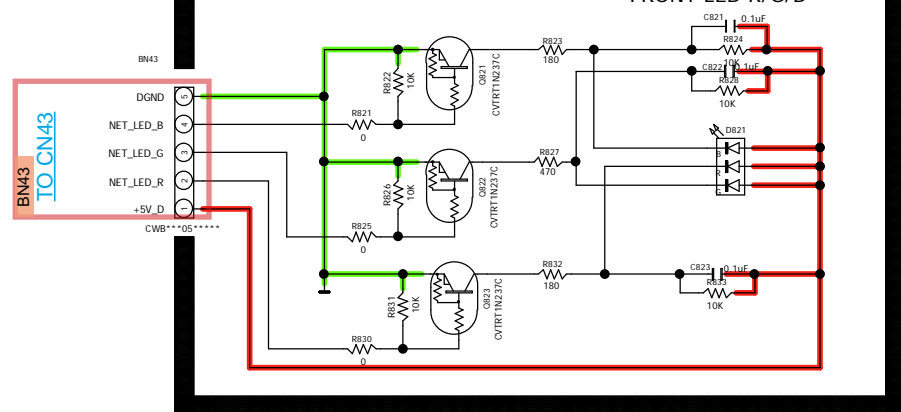 BN43
BN43
TO CN43
DGND
NET_LED_B
NET_LED_G
NET_LED_R
+5V_D
5
4
3
2
1
CWB***05*****
R822
10K
R821
0
Q821
CVTRT1N237C
R823
180
C821
0.1uF
R824
10K
C822
0.1uF
R828
10K
R826
10K
R825
0
Q822
CVTRT1N237C
R827
470
D821
B
R
G
R831
10K
R830
0
Q823
CVTRT1N237C
R832
180
C823
0.1uF
R833
10K